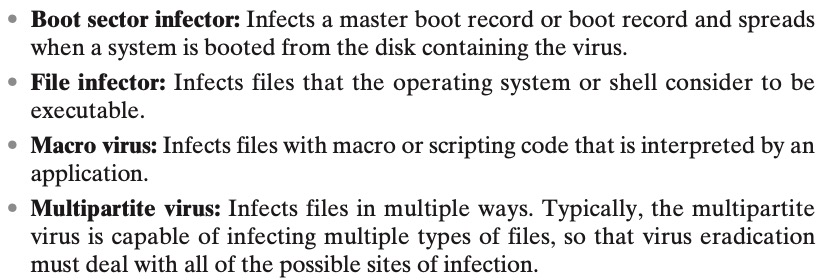 • Boot sector infector: Infects a master boot record or boot record and spreads
when a system is booted from the disk containing the virus.
• File infector: Infects files that the operating system or shell consider to be
executable.
• Macro virus: Infects files with macro or scripting code that is interpreted by an
application.
• Multipartite virus: Infects files in multiple ways. Typically, the multipartite
virus is capable of infecting multiple types of files, so that virus eradication
must deal with all of the possible sites of infection.